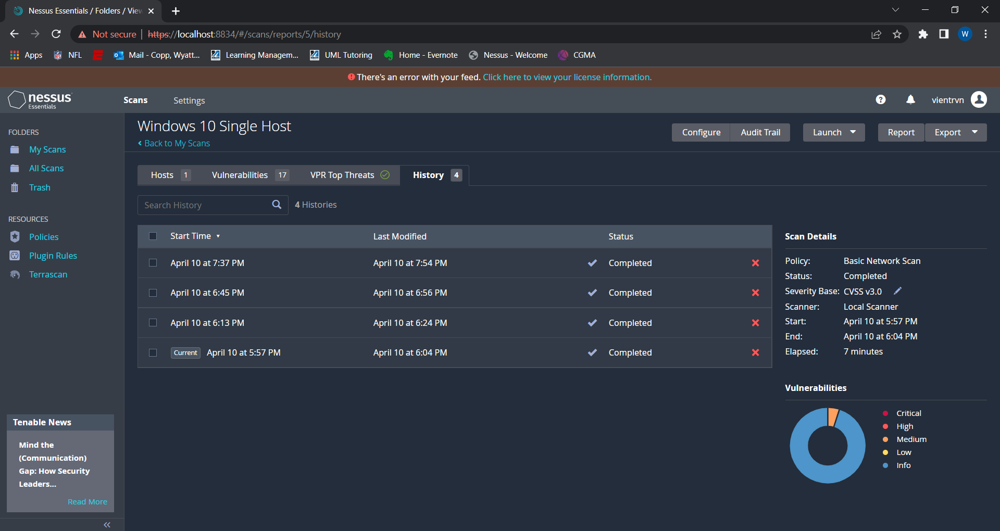 Nessus Essentials / Folders / View
Not secure | https://localhost:8834/#/scans/reports/5/history
W
Apps NFL Mail - Copp, Wyatt... Learning Managem... UML Tutoring Home - Evernote Nessus - Welcome CGMA
There's an error with your feed. Click here to view your license information.
nessus
Essentials
Scans Settings
vientrvn
FOLDERS
My Scans
All Scans
Trash
RESOURCES
Policies
Plugin Rules
Terrascan
Tenable News
Mind the
(Communication)
Gap: How Security
Leaders...
Read More
Windows 10 Single Host
Back to My Scans
Configure Audit Trail Launch Report Export
Hosts 1 Vulnerabilities 17 VPR Top Threats History 4
Search History 4 Histories
Start Time Last Modified Status
April 10 at 7:37 PM April 10 at 7:54 PM Completed
April 10 at 6:45 PM April 10 at 6:56 PM Completed
April 10 at 6:13 PM April 10 at 6:24 PM Completed
Current April 10 at 5:57 PM April 10 at 6:04 PM Completed
Scan Details
Policy: Basic Network Scan
Status: Completed
Severity Base: CVSS v3.0
Scanner: Local Scanner
Start: April 10 at 5:57 PM
End: April 10 at 6:04 PM
Elapsed: 7 minutes
Vulnerabilities
Critical
High
Medium
Low
Info